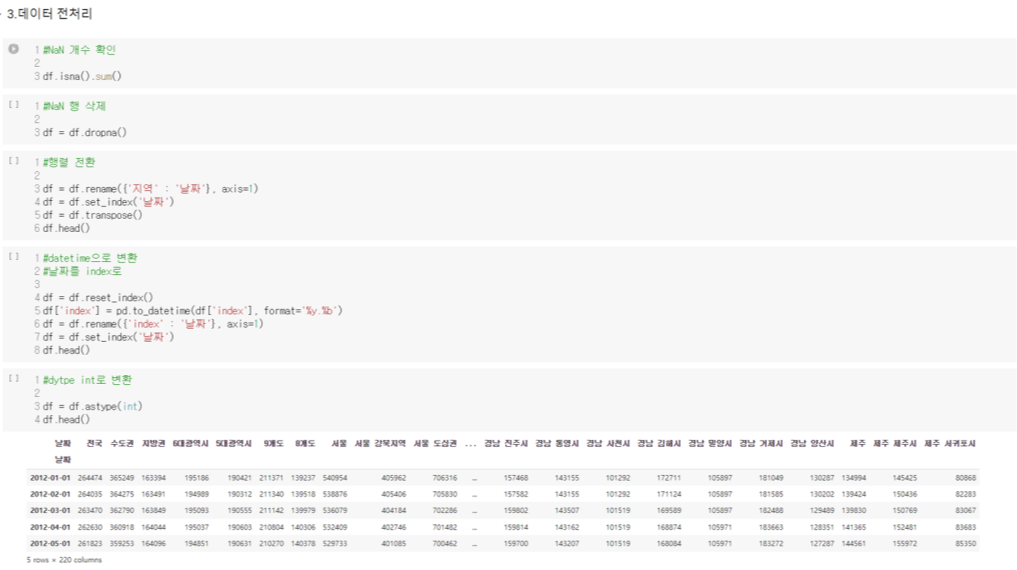 3.데이터 전처리
1 #NaN 개수 확인
2
3 df.isna().sum()
[ ] 1 #NaN 행 삭제
2
3 df = df.dropna()
[ ] 1 #행렬 전환
2
3 df = df.rename({'지역' : '날짜'}, axis=1)
4 df = df.set_index('날짜')
5 df = df.transpose()
6 df.head()
[ ] 1 #datetime으로 변환
2 #날짜를 index로
3
4 df = df.reset_index()
5 df['index'] = pd.to_datetime(df['index'], format='%y.%b')
6 df = df.rename({'index' : '날짜'}, axis=1)
7 df = df.set_index('날짜')
8 df.head()
[ ] 1 #dytpe int로 변환
2
3 df = df.astype(int)
4 df.head()
날짜 전국 수도권 지방권 6대광역시 5대광역시 9개도 8개도 서울 서울 강북지역 서울 도심권 ... 경남 진주시 경남 통영시 경남 사천시 경남 김해시 경남 밀양시 경남 거제시 경남 양산시 제주 제주 제주시 제주 서귀포시
날짜
2012-01-01 264474 365249 163394 195186 190421 211371 139237 540954 405962 706316 ... 157468 143155 101292 172711 105897 181049 130287 134994 145425 80868
2012-02-01 264035 364275 163491 194989 190312 211340 139518 538876 405406 705830 ... 157582 143155 101292 171124 105897 181585 130202 139424 150436 82283
2012-03-01 263470 362790 163849 195093 190555 211142 139979 536079 404184 702286 ... 159802 143507 101519 169589 105897 182488 129489 139830 150769 83067
2012-04-01 262630 360918 164044 195037 190603 210804 140306 532409 402746 701482 ... 159814 143162 101519 168874 105971 183663 128351 141365 152481 83683
2012-05-01 261823 359253 164096 194851 190631 210270 140378 529733 401085 700462 ... 159700 143207 101519 168084 105971 183272 127287 144561 155972 85350
5 rows × 220 columns